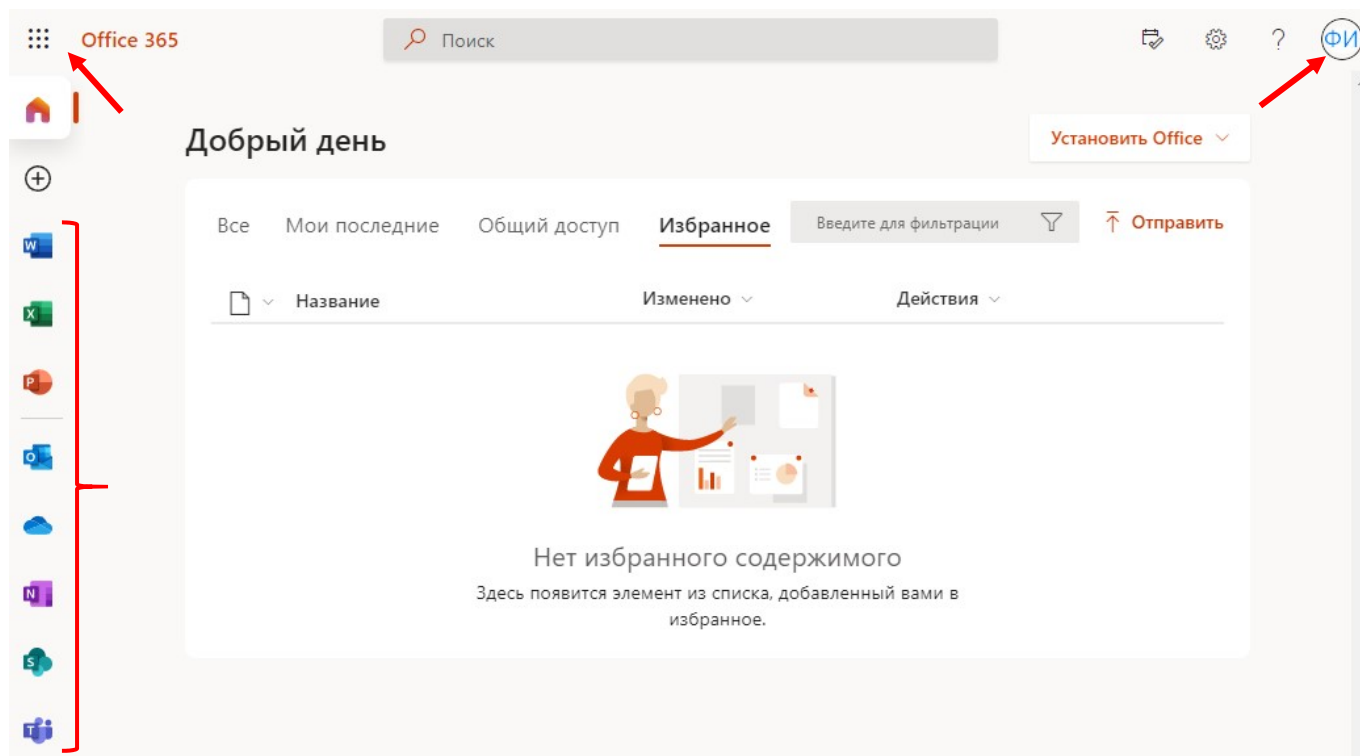 Office 365
Поиск
ФИ
Добрый день
Установить Office
Все Мои последние Общий доступ Избранное Введите для фильтрации Отправить
Название Изменено Действия
Нет избранного содержимого
Здесь появится элемент из списка, добавленный вами в
избранное.